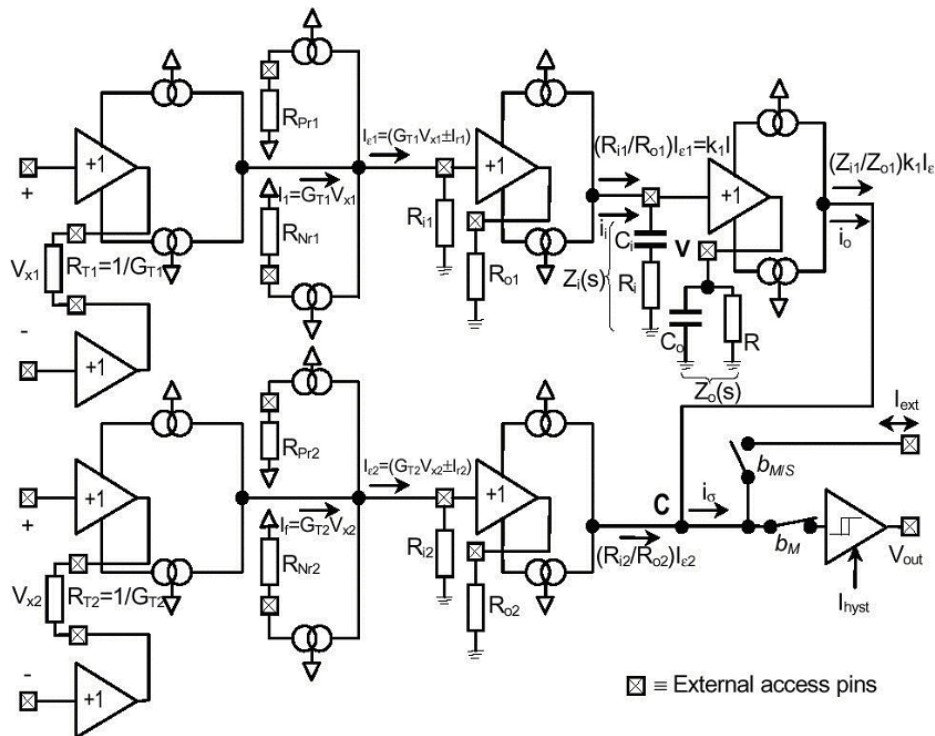 R_Pr1
I_ε1=(G_T1V_x1±I_r1)
+1
+
I_1=G_T1V_x1
+1
(R_i1/R_o1)I_ε1=k_1I
+1
(Z_i1/Z_o1)k_1I_ε
R_i1
R_Nr1
i_i
C_i
V
i_o
V_x1
R_T1=1/G_T1
R_o1
Z_i(s)
R_i
-
+1
C_o
R
Z_o(s)
I_ext
R_Pr2
I_ε2=(G_T2V_x2±I_r2)
b_M/S
+1
+
I_f=G_T2V_x2
+1
C
i_σ
R_i2
b_M
(R_i2/R_o2)I_ε2
V_out
R_Nr2
V_x2
R_T2=1/G_T2
R_o2
I_hyst
-
+1
≡ External access pins